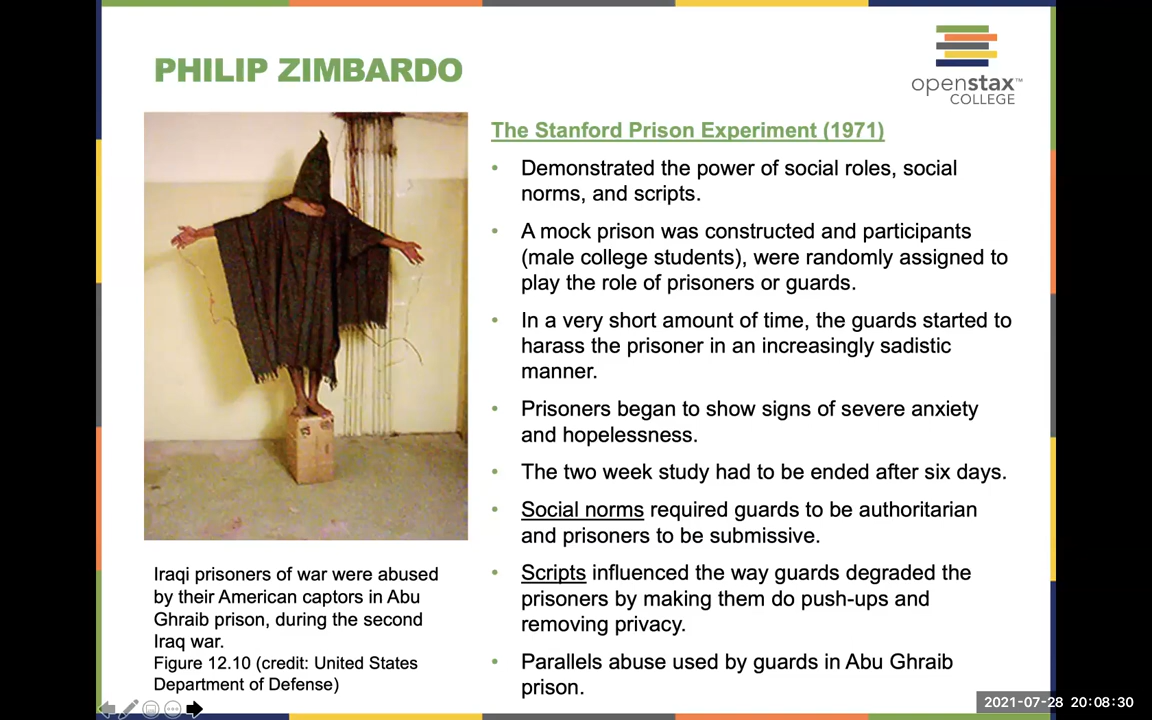 PHILIP ZIMBARDO
openstax™
COLLEGE
The Stanford Prison Experiment (1971)
• Demonstrated the power of social roles, social
norms, and scripts.
• A mock prison was constructed and participants
(male college students), were randomly assigned to
play the role of prisoners or guards.
• In a very short amount of time, the guards started to
harass the prisoner in an increasingly sadistic
manner.
• Prisoners began to show signs of severe anxiety
and hopelessness.
• The two week study had to be ended after six days.
• Social norms required guards to be authoritarian
and prisoners to be submissive.
• Scripts influenced the way guards degraded the
prisoners by making them do push-ups and
removing privacy.
• Parallels abuse used by guards in Abu Ghraib
prison.
Iraqi prisoners of war were abused
by their American captors in Abu
Ghraib prison, during the second
Iraq war.
Figure 12.10 (credit: United States
Department of Defense)
2021-07-28 20:08:30